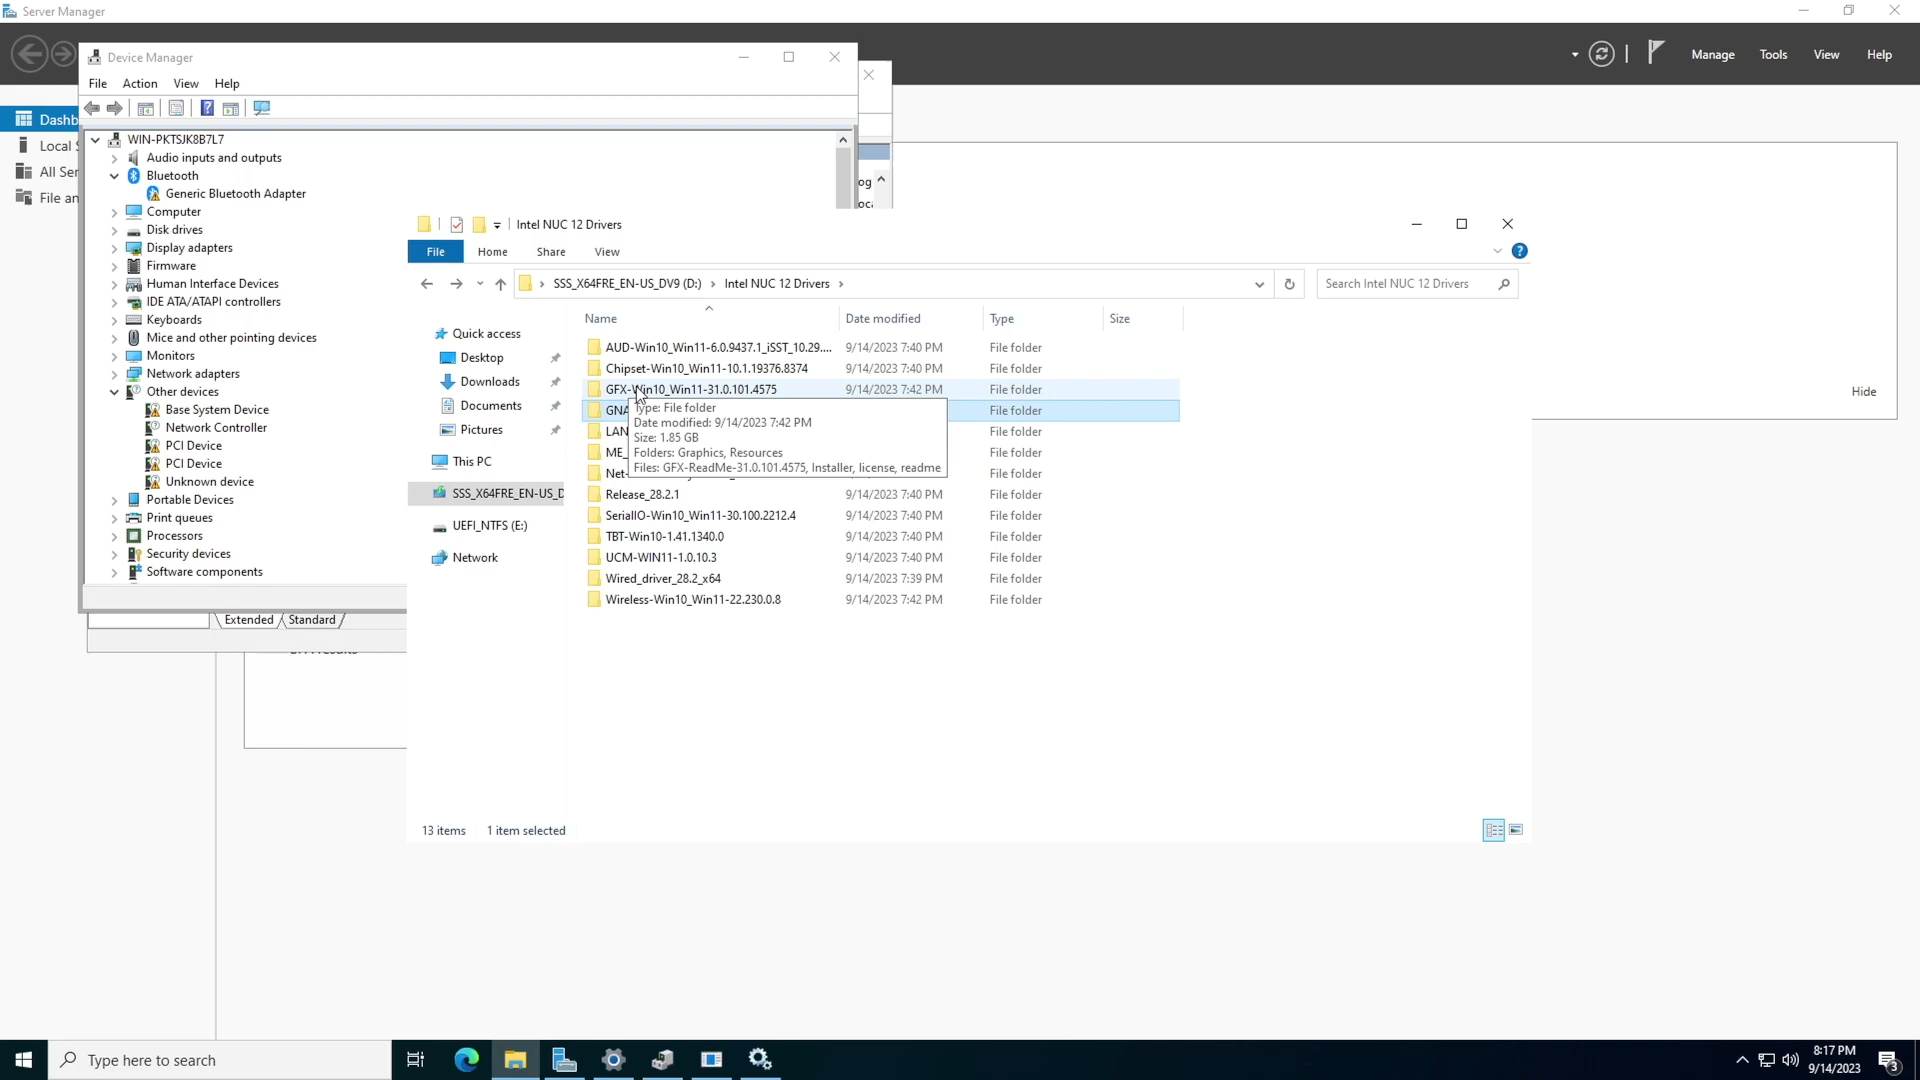 Server Manager
Manage
Tools
View
Help
Device Manager
File
Action
View
Help
Dashb
Local S
All Ser
File an
WIN-PKTSJK8B7L7
Audio inputs and outputs
Bluetooth
Generic Bluetooth Adapter
Computer
Disk drives
Display adapters
Firmware
Human Interface Devices
IDE ATA/ATAPI controllers
Keyboards
Mice and other pointing devices
Monitors
Network adapters
Other devices
Base System Device
Network Controller
PCI Device
PCI Device
Unknown device
Portable Devices
Print queues
Processors
Security devices
Software components
Extended
Standard
og
Intel NUC 12 Drivers
File
Home
Share
View
SSS_X64FRE_EN-US_DV9 (D:) › Intel NUC 12 Drivers ›
Search Intel NUC 12 Drivers
Quick access
Desktop
Downloads
Documents
Pictures
This PC
SSS_X64FRE_EN-US_D
UEFI_NTFS (E:)
Network
Name
Date modified
Type
Size
AUD-Win10_Win11-6.0.9437.1_iSST_10.29.... 9/14/2023 7:40 PM File folder
Chipset-Win10_Win11-10.1.19376.8374 9/14/2023 7:40 PM File folder
GFX-Win10_Win11-31.0.101.4575 9/14/2023 7:42 PM File folder
GNA File folder
LAN File folder
ME_ File folder
Net- File folder
Release_28.2.1 9/14/2023 7:40 PM File folder
SerialIO-Win10_Win11-30.100.2212.4 9/14/2023 7:40 PM File folder
TBT-Win10-1.41.1340.0 9/14/2023 7:40 PM File folder
UCM-WIN11-1.0.10.3 9/14/2023 7:40 PM File folder
Wired_driver_28.2_x64 9/14/2023 7:39 PM File folder
Wireless-Win10_Win11-22.230.0.8 9/14/2023 7:42 PM File folder
Type: File folder
Date modified: 9/14/2023 7:42 PM
Size: 1.85 GB
Folders: Graphics, Resources
Files: GFX-ReadMe-31.0.101.4575, Installer, license, readme
13 items
1 item selected
Hide
Type here to search
8:17 PM
9/14/2023
3